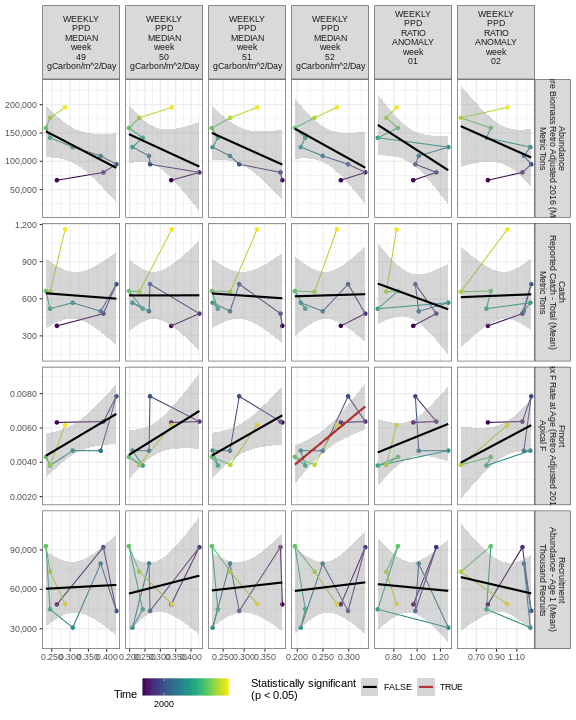 WEEKLY PPD MEDIAN week 49 gCarbon/m^2/Day
WEEKLY PPD MEDIAN week 50 gCarbon/m^2/Day
WEEKLY PPD MEDIAN week 51 gCarbon/m^2/Day
WEEKLY PPD MEDIAN week 52 gCarbon/m^2/Day
WEEKLY PPD RATIO ANOMALY week 01
WEEKLY PPD RATIO ANOMALY week 02
200,000
150,000
100,000
50,000
Abundance
re Biomass Retro Adjusted 2016 (M
Metric Tons
1,200
900
600
300
Catch
Reported Catch - Total (Mean)
Metric Tons
0.0080
0.0060
0.0040
0.0020
Fmort
ax F Rate at Age (Retro Adjusted 201
Apical F
90,000
60,000
30,000
Recruitment
Abundance - Age 1 (Mean)
Thousand Recruits
0.250 0.300 0.350 0.400
0.200 0.250 0.300 0.350 0.400
0.200 0.250 0.300 0.350
0.200 0.250 0.300
0.80 1.00 1.20
0.70 0.90 1.10
Time
2000
Statistically significant
(p < 0.05)
FALSE
TRUE